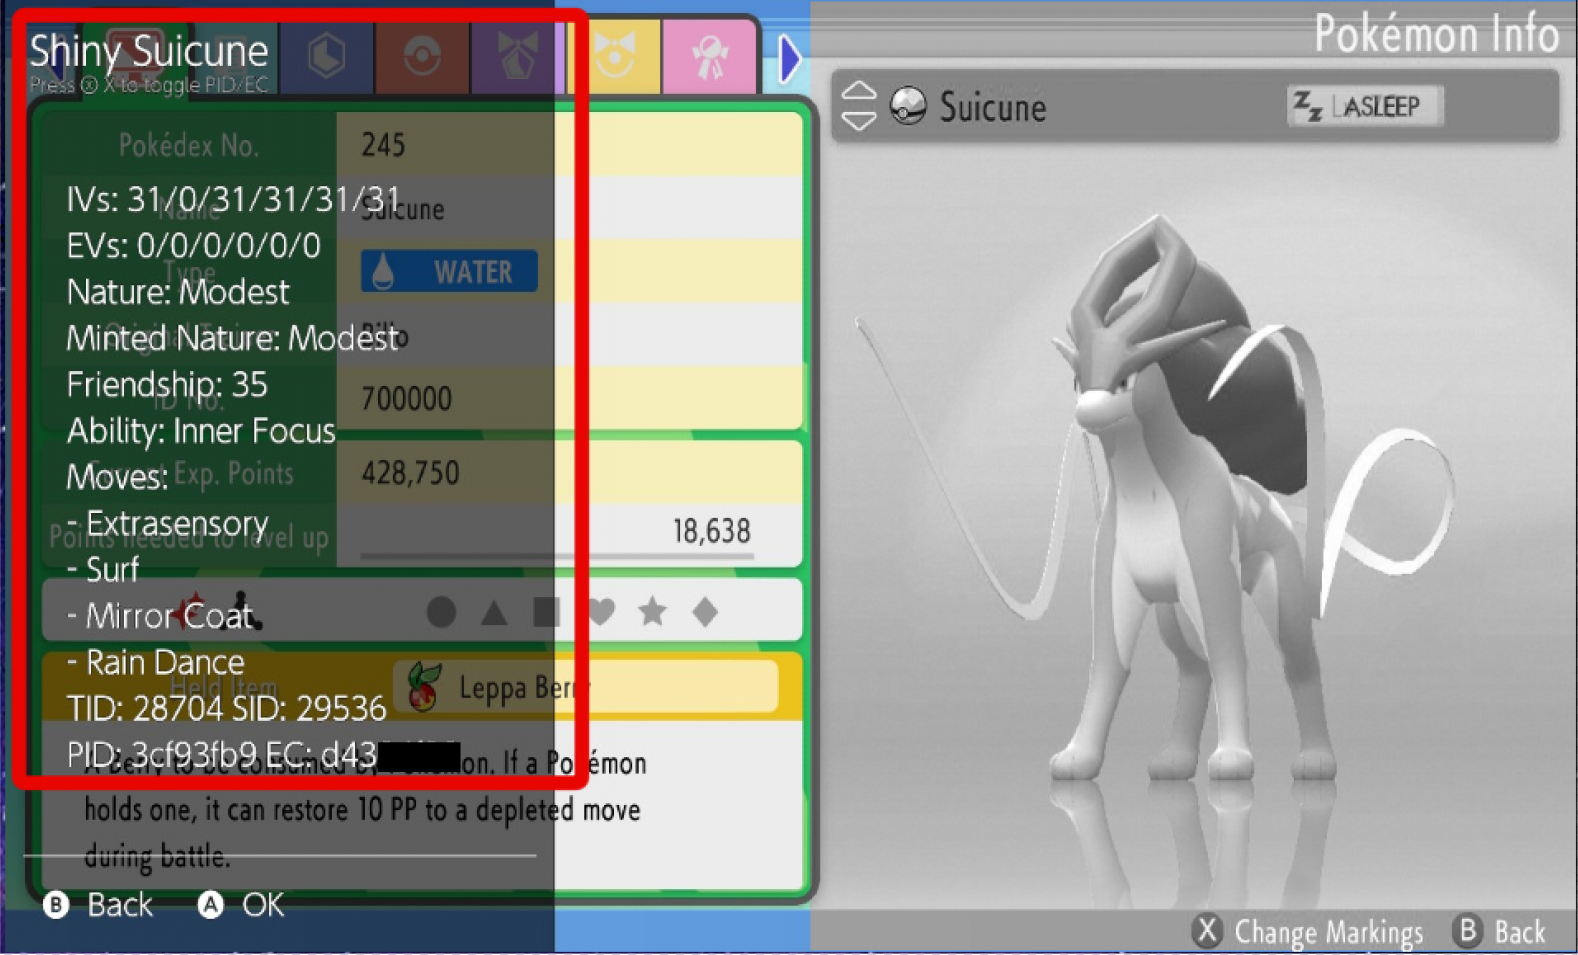 Shiny Suicune
Press Ⓧ X to toggle PID/EC
Pokédex No. 245
IVs: 31/0/31/31/31/31
Name Suicune
EVs: 0/0/0/0/0/0
Type WATER
Nature: Modest
Minted Nature: Modest
Friendship: 35
ID No. 700000
Ability: Inner Focus
Moves:
Exp. Points 428,750
- Extrasensory
Points needed to level up 18,638
- Surf
- Mirror Coat
- Rain Dance
Held Item Leppa Berry
TID: 28704 SID: 29536
PID: 3cf93fb9 EC: d43
A Berry to be consumed by Pokémon. If a Pokémon
holds one, it can restore 10 PP to a depleted move
during battle.
B Back A OK
Pokémon Info
Suicune ASLEEP
X Change Markings B Back